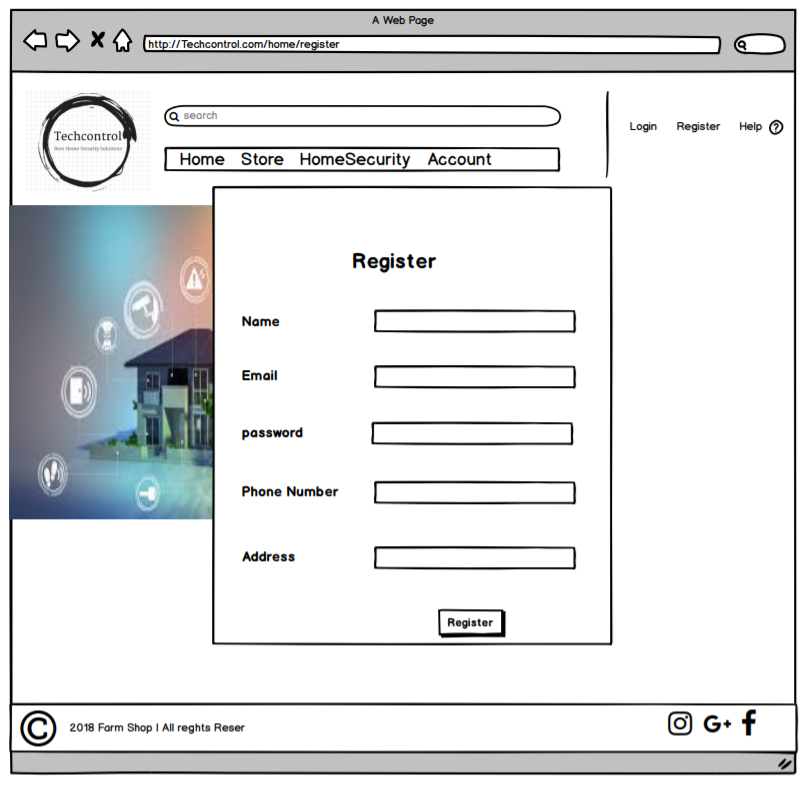 A Web Page
http://Techcontrol.com/home/register
search
Login Register Help ?
Techcontrol
Best Home Security Solutions
Home Store HomeSecurity Account
Register
Name
Email
password
Phone Number
Address
Register
© 2018 Farm Shop | All reghts Reser
G+ f